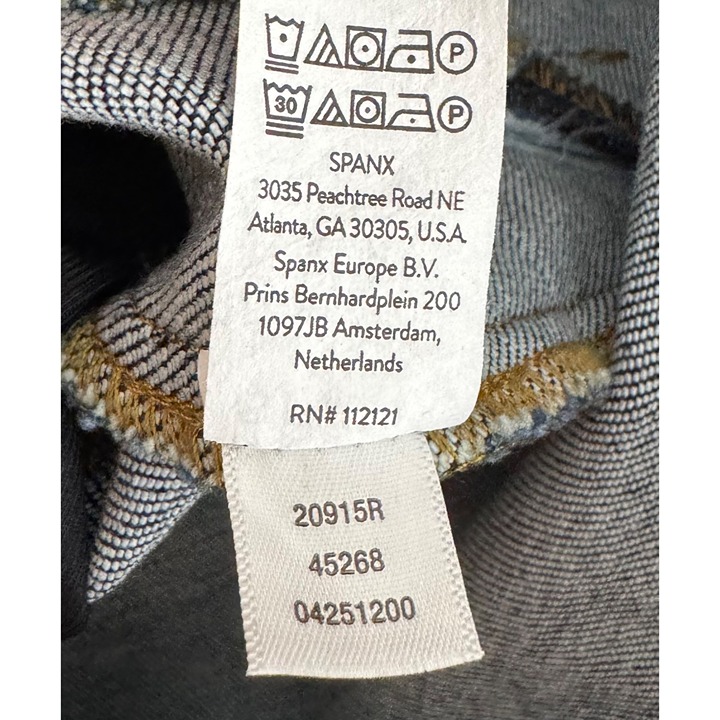 P
30 P
SPANX
3035 Peachtree Road NE
Atlanta, GA 30305, U.S.A.
Spanx Europe B.V.
Prins Bernhardplein 200
1097JB Amsterdam,
Netherlands
RN# 112121
20915R
45268
04251200